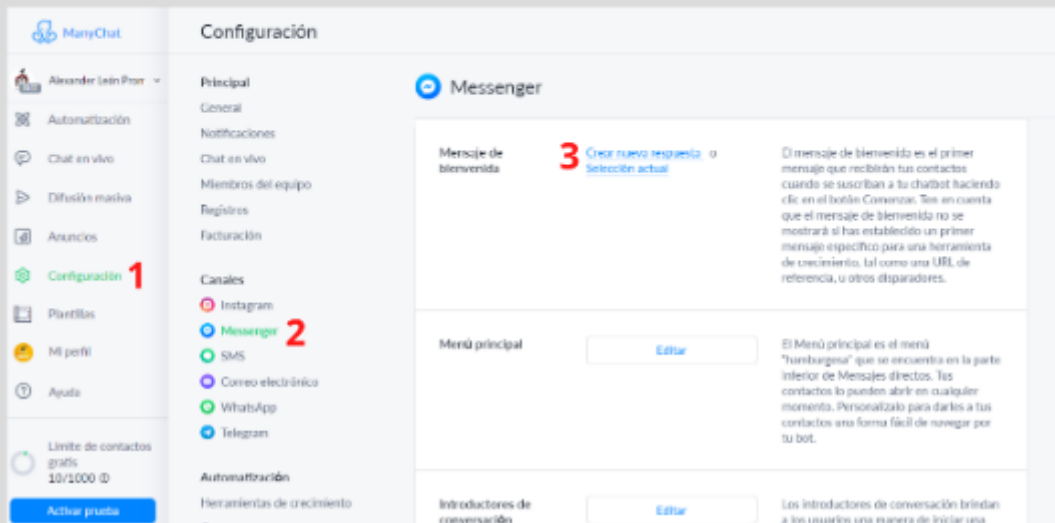 ManyChat
Configuración
Alexander León Prom
Automatización
Chat en vivo
Difusión masiva
Anuncios
Configuración 1
Plantillas
Mi perfil
Ayuda
Límite de contactos
gratis
10/1000
Activar prueba
Principal
General
Notificaciones
Chat en vivo
Miembros del equipo
Registros
Facturación
Canales
Instagram
Messenger 2
SMS
Correo electrónico
WhatsApp
Telegram
Automatización
Herramientas de crecimiento
Messenger
Mensaje de
bienvenida
3 Crear nueva respuesta o
Selección actual
El mensaje de bienvenida es el primer
mensaje que recibirán tus contactos
cuando se suscriban a tu chatbot haciendo
clic en el botón Comenzar. Ten en cuenta
que el mensaje de bienvenida no se
mostrará si has establecido un primer
mensaje específico para una herramienta
de crecimiento, tal como una URL de
referencia, u otros disparadores.
Menú principal
Editar
El Menú principal es el menú
"hamburgesa" que se encuentra en la parte
inferior de Mensajes directos. Tus
contactos lo pueden abrir en cualquier
momento. Personalízalo para darles a tus
contactos una forma fácil de navegar por
tu bot.
Introductores de
conversación
Editar
Los introductores de conversación brindan
a los usuarios una manera de iniciar una